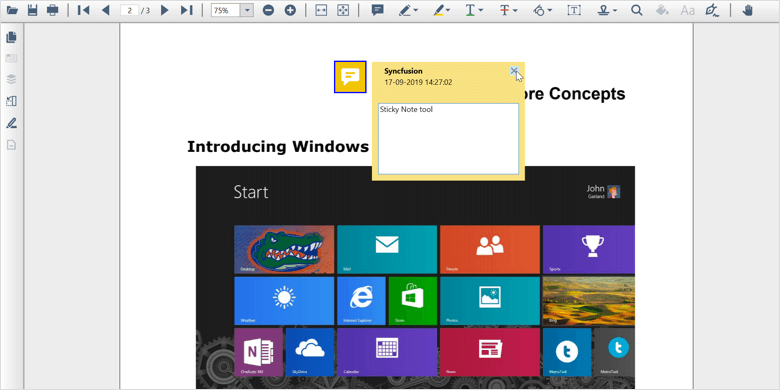 2 / 3
75%
T
T
T
Aa
Syncfusion
17-09-2019 14:27:02
ore Concepts
Sticky Note tool
Introducing Windows
Start
John
Garland
Desktop
Mail
People
Sports
Weather
Internet Explorer
Store
Photos
OneNote MX
SkyDrive
Calendar
News
MetroTwit
MetroTwit